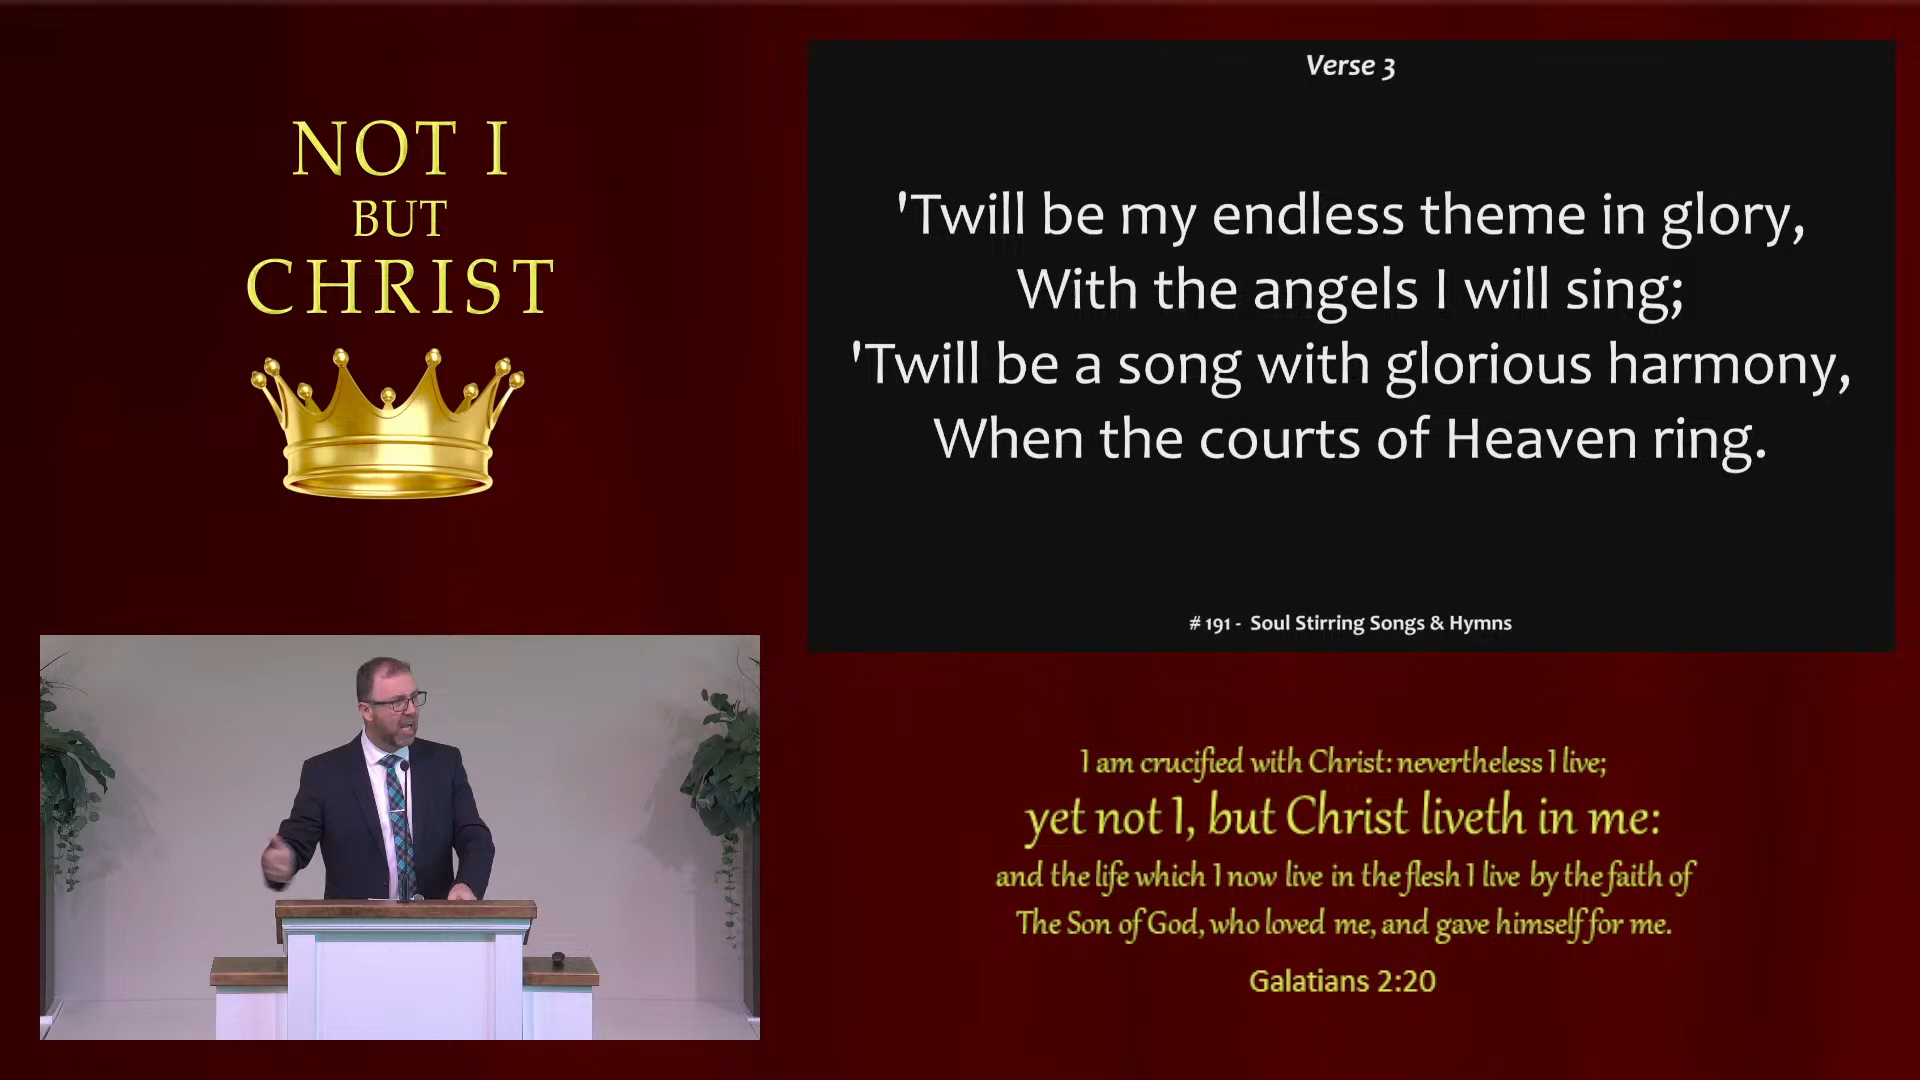 NOT I
BUT
CHRIST
Verse 3
'Twill be my endless theme in glory,
With the angels I will sing;
'Twill be a song with glorious harmony,
When the courts of Heaven ring.
# 191 - Soul Stirring Songs & Hymns
I am crucified with Christ: nevertheless I live;
yet not I, but Christ liveth in me:
and the life which I now live in the flesh I live by the faith of
The Son of God, who loved me, and gave himself for me.
Galatians 2:20